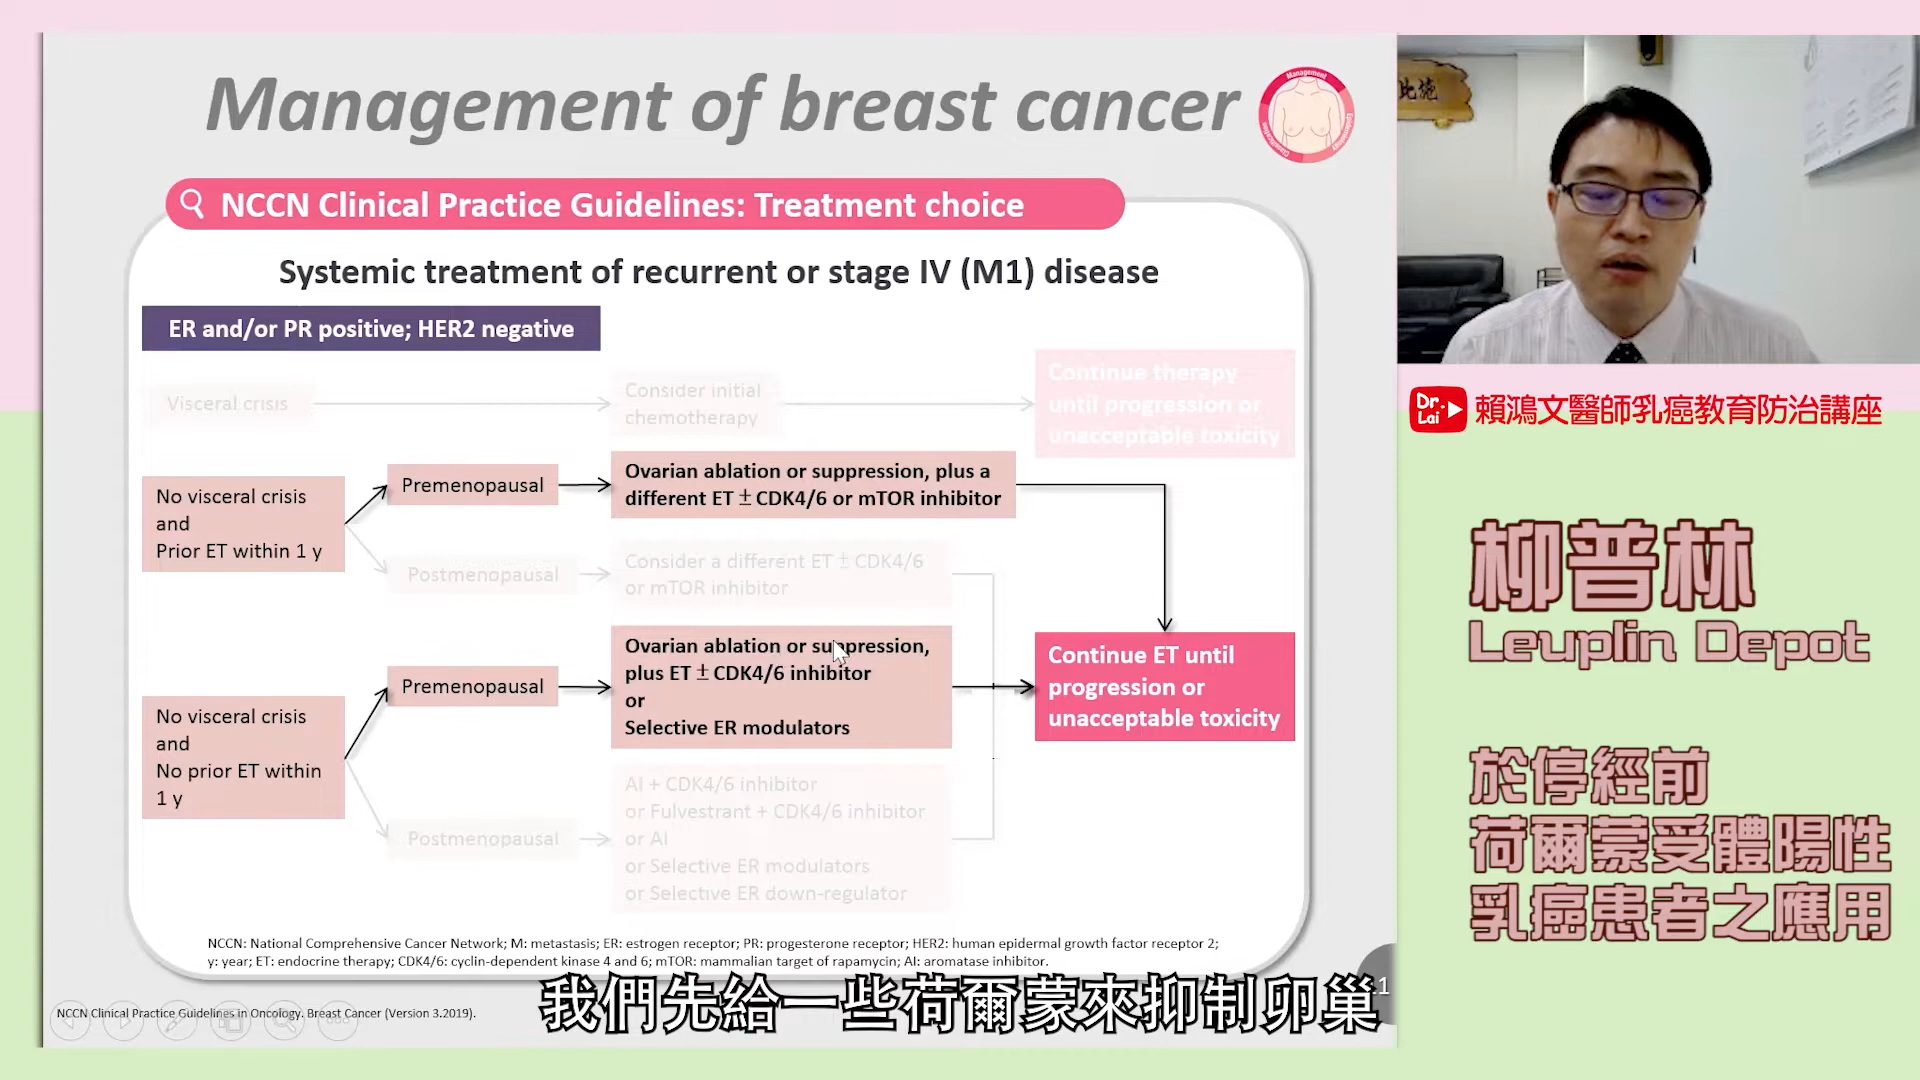 Management of breast cancer
Management
NCCN Clinical Practice Guidelines: Treatment choice
Systemic treatment of recurrent or stage IV (M1) disease
ER and/or PR positive; HER2 negative
Visceral crisis
Consider initial
chemotherapy
Continue therapy
until progression or
unacceptable toxicity
No visceral crisis
and
Prior ET within 1 y
Premenopausal
Ovarian ablation or suppression, plus a
different ET ± CDK4/6 or mTOR inhibitor
Postmenopausal
Consider a different ET ± CDK4/6
or mTOR inhibitor
No visceral crisis
and
No prior ET within
1 y
Premenopausal
Ovarian ablation or suppression,
plus ET ± CDK4/6 inhibitor
or
Selective ER modulators
Continue ET until
progression or
unacceptable toxicity
Postmenopausal
AI + CDK4/6 inhibitor
or Fulvestrant + CDK4/6 inhibitor
or AI
or Selective ER modulators
or Selective ER down-regulator
NCCN: National Comprehensive Cancer Network; M: metastasis; ER: estrogen receptor; PR: progesterone receptor; HER2: human epidermal growth factor receptor 2;
y: year; ET: endocrine therapy; CDK4/6: cyclin-dependent kinase 4 and 6; mTOR: mammalian target of rapamycin; AI: aromatase inhibitor.
NCCN Clinical Practice Guidelines in Oncology. Breast Cancer (Version 3.2019).
我們先給一些荷爾蒙來抑制卵巢
Dr.
Lai
賴鴻文醫師乳癌教育防治講座
柳普林
Leuplin Depot
於停經前
荷爾蒙受體陽性
乳癌患者之應用